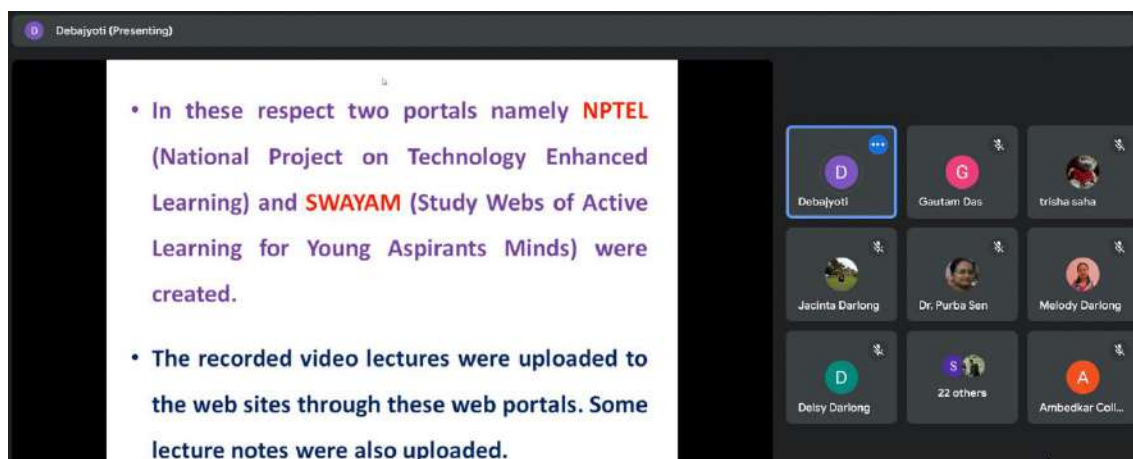 D Debajyoti (Presenting)
• In these respect two portals namely NPTEL
(National Project on Technology Enhanced
Learning) and SWAYAM (Study Webs of Active
Learning for Young Aspirants Minds) were
created.
• The recorded video lectures were uploaded to
the web sites through these web portals. Some
lecture notes were also uploaded.
D
Debajyoti
G
Gautam Das
trisha saha
Jacinta Darlong
Dr. Purba Sen
Melody Darlong
D
Delsy Darlong
S
22 others
A
Ambedkar Coll...